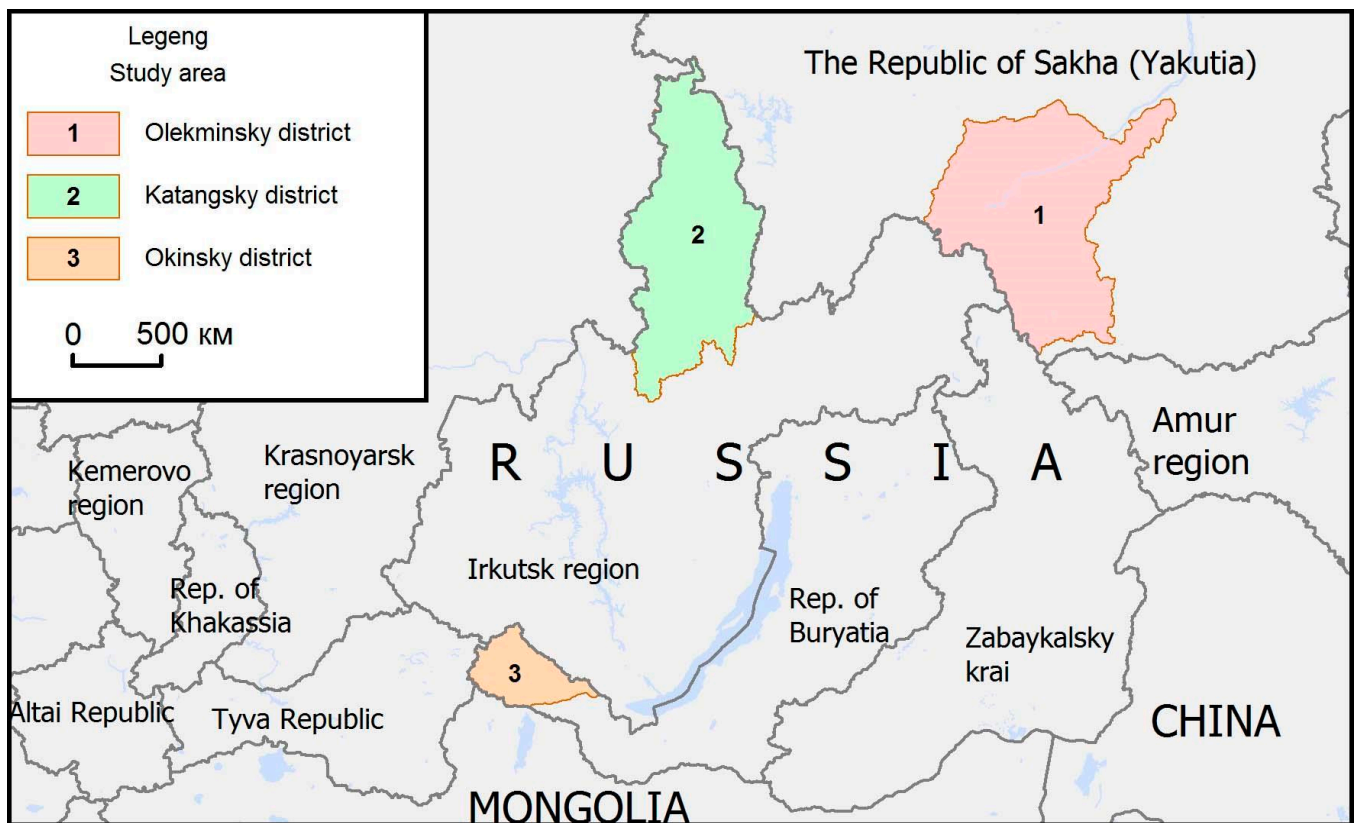 Legeng
Study area
1 Olekminsky district
2 Katangsky district
3 Okinsky district
0 500 км
The Republic of Sakha (Yakutia)
1
2
Amur
region
RUSSIA
Kemerovo
region
Krasnoyarsk
region
Irkutsk region
Rep. of
Khakassia
Rep. of
Buryatia
Zabaykalsky
krai
3
Altai Republic
Tyva Republic
CHINA
MONGOLIA